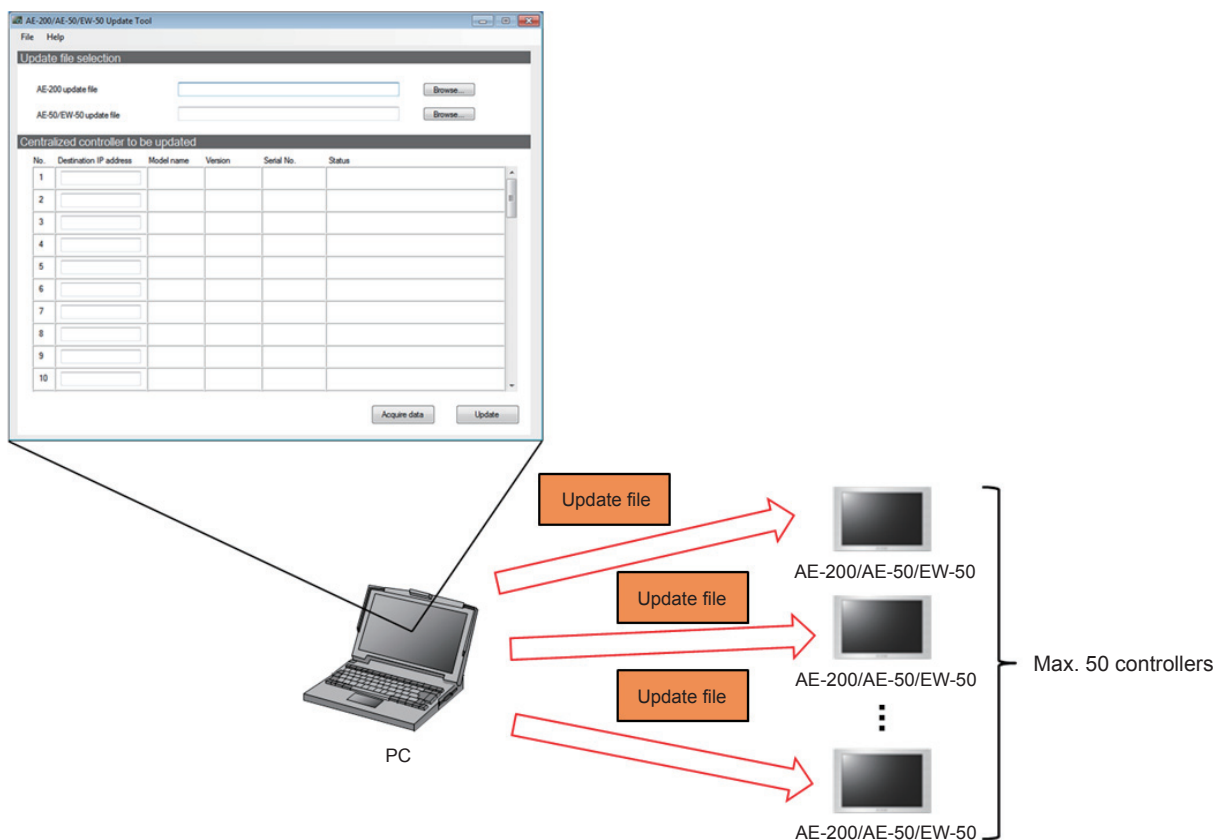 AE-200/AE-50/EW-50 Update Tool
File Help
Update file selection
AE-200 update file Browse...
AE-50/EW-50 update file Browse...
Centralized controller to be updated
No. Destination IP address Model name Version Serial No. Status
1
2
3
4
5
6
7
8
9
10
Acquire data Update
Update file
AE-200/AE-50/EW-50
Update file
AE-200/AE-50/EW-50
Max. 50 controllers
Update file
PC
AE-200/AE-50/EW-50